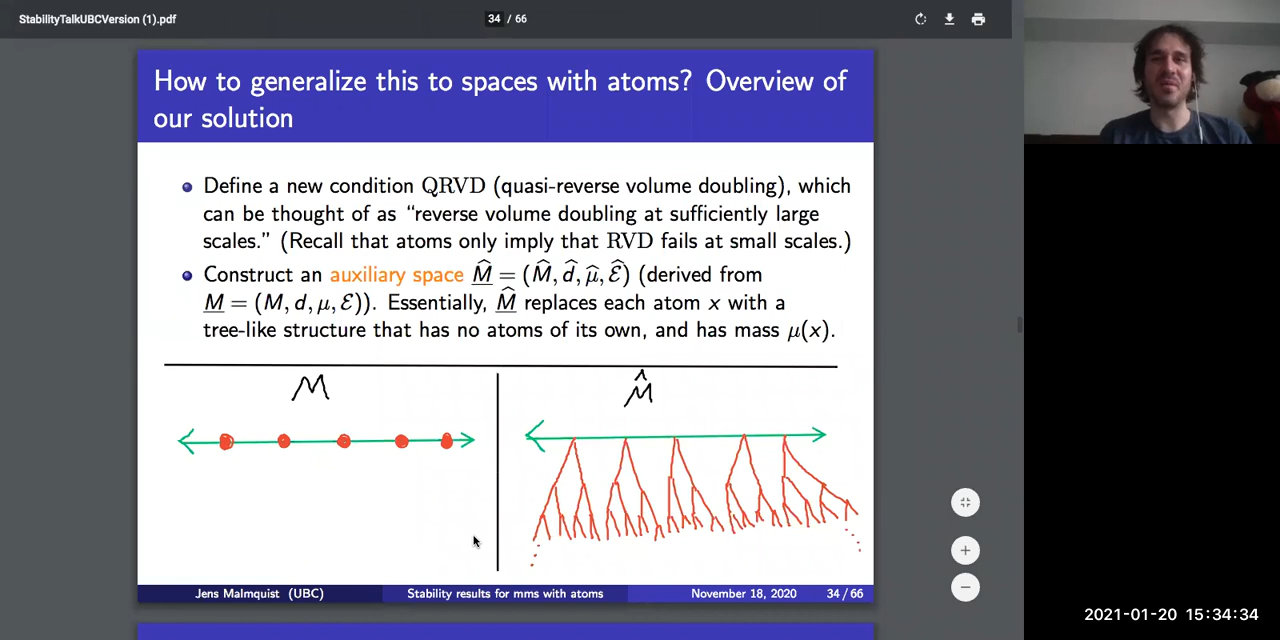 StabilityTalkUBCVersion (1).pdf
34 / 66
How to generalize this to spaces with atoms? Overview of
our solution
Define a new condition QRVD (quasi-reverse volume doubling), which
can be thought of as “reverse volume doubling at sufficiently large
scales.” (Recall that atoms only imply that RVD fails at small scales.)
Construct an auxiliary space M̲̂ = (M̂, d̂, μ̂, ℰ̂) (derived from
M̲ = (M, d, μ, ℰ)). Essentially, M̲̂ replaces each atom x with a
tree-like structure that has no atoms of its own, and has mass μ(x).
M
M̂
Jens Malmquist (UBC)
Stability results for mms with atoms
November 18, 2020
34 / 66
2021-01-20 15:34:34